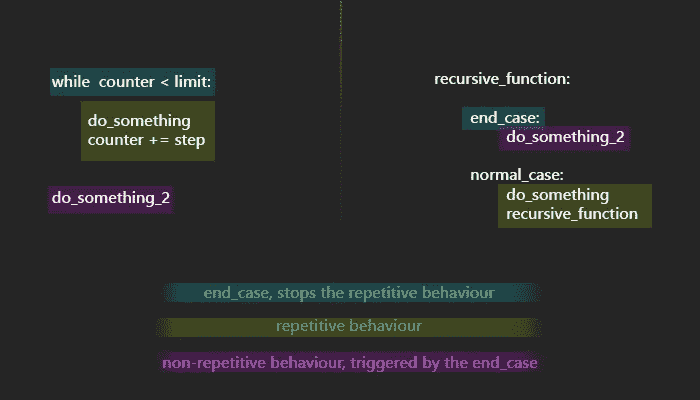 while counter < limit:
do_something
counter += step
do_something_2
recursive_function:
end_case:
do_something_2
normal_case:
do_something
recursive_function
end_case, stops the repetitive behaviour
repetitive behaviour
non-repetitive behaviour, triggered by the end_case